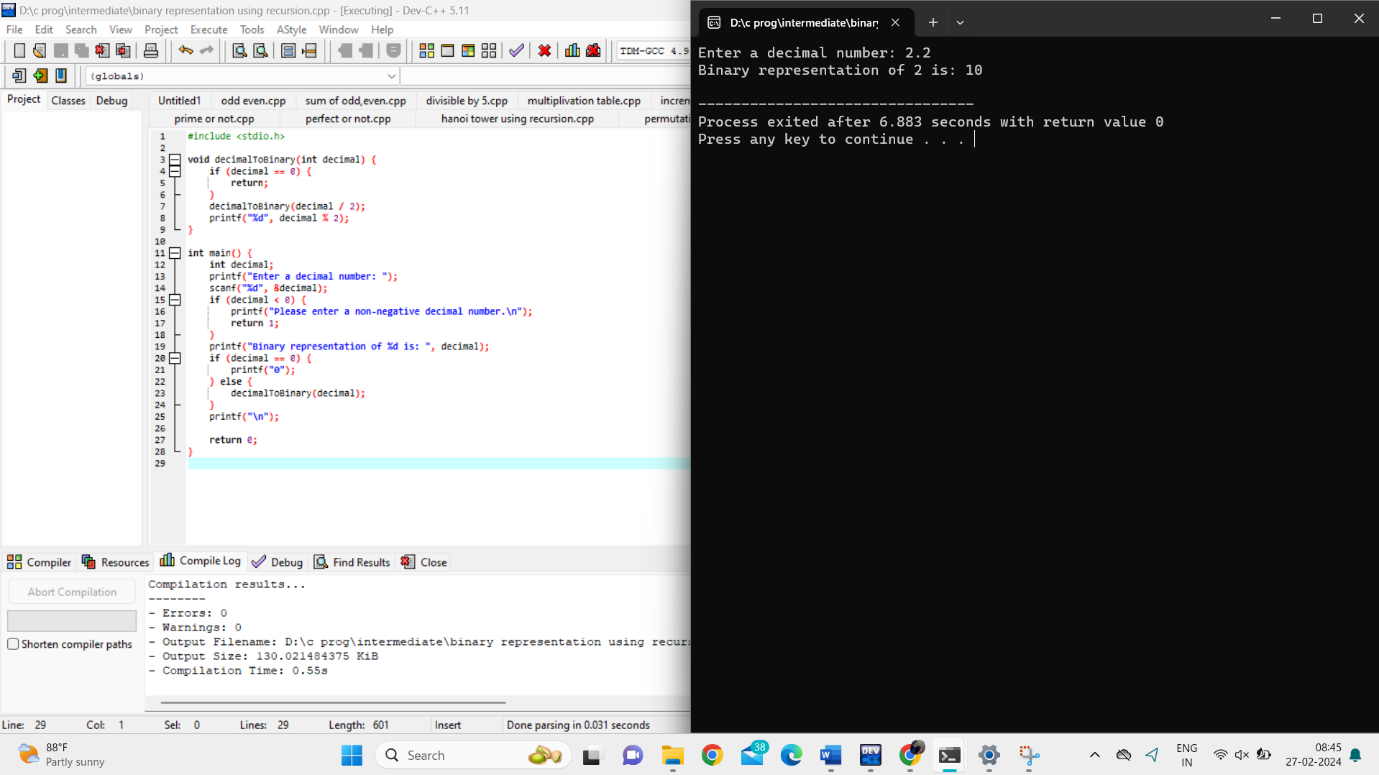 D:\c prog\intermediate\binary representation using recursion.cpp - [Executing] - Dev-C++ 5.11
File Edit Search View Project Execute Tools AStyle Window Help
TDM-GCC 4.9
(globals)
Project Classes Debug
Untitled1 odd even.cpp sum of odd,even.cpp divisible by 5.cpp multiplivation table.cpp increm
prime or not.cpp perfect or not.cpp hanoi tower using recursion.cpp permutati
1 #include <stdio.h>
2
3 void decimalToBinary(int decimal) {
4 if (decimal == 0) {
5 return;
6 }
7 decimalToBinary(decimal / 2);
8 printf("%d", decimal % 2);
9 }
10
11 int main() {
12 int decimal;
13 printf("Enter a decimal number: ");
14 scanf("%d", &decimal);
15 if (decimal < 0) {
16 printf("Please enter a non-negative decimal number.\n");
17 return 1;
18 }
19 printf("Binary representation of %d is: ", decimal);
20 if (decimal == 0) {
21 printf("0");
22 } else {
23 decimalToBinary(decimal);
24 }
25 printf("\n");
26
27 return 0;
28 }
29
Compiler Resources Compile Log Debug Find Results Close
Abort Compilation
Shorten compiler paths
Compilation results...
--------
- Errors: 0
- Warnings: 0
- Output Filename: D:\c prog\intermediate\binary representation using recur
- Output Size: 130.021484375 KiB
- Compilation Time: 0.55s
Line: 29 Col: 1 Sel: 0 Lines: 29 Length: 601 Insert Done parsing in 0.031 seconds
D:\c prog\intermediate\binar
Enter a decimal number: 2.2
Binary representation of 2 is: 10
--------------------------------
Process exited after 6.883 seconds with return value 0
Press any key to continue . . .
88°F
Partly sunny
Search
38
DEV
ENG
IN
08:45
27-02-2024